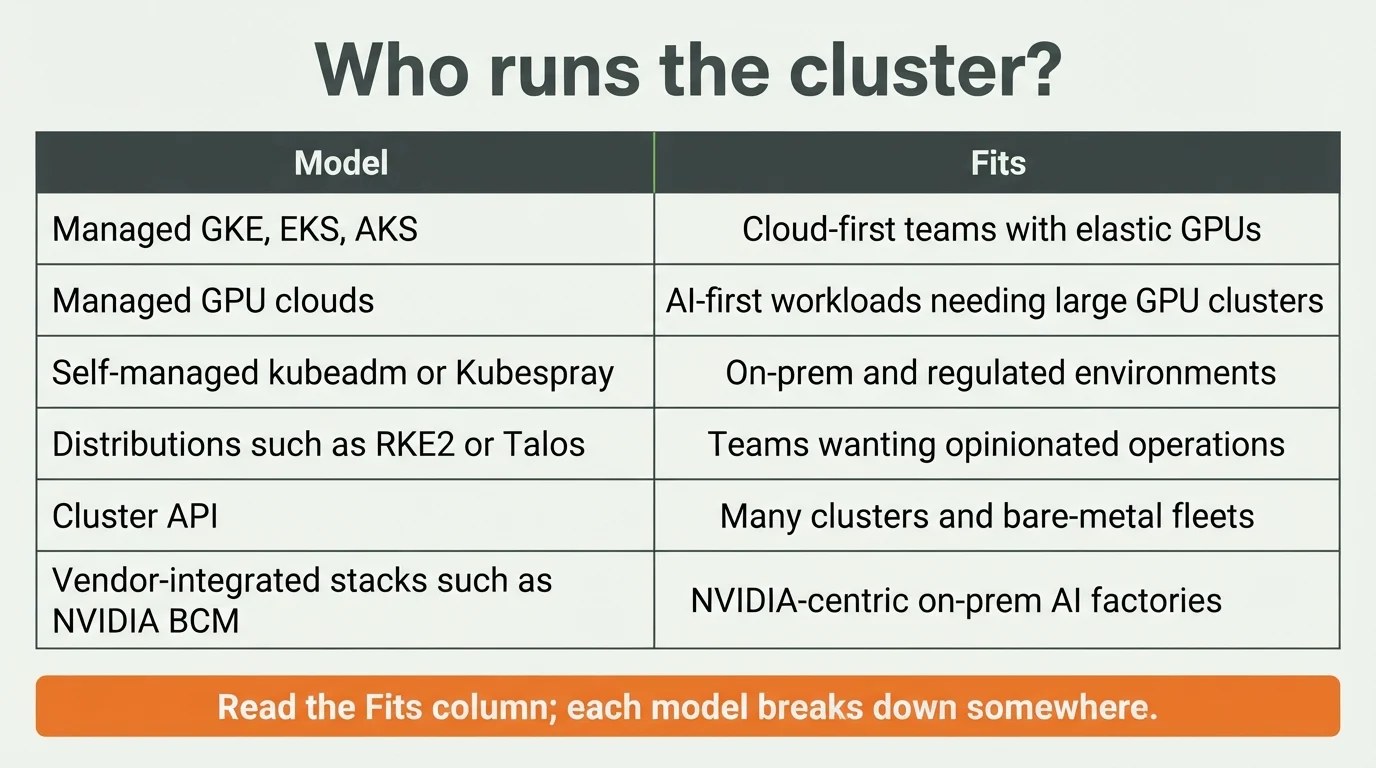 Who runs the cluster?
Model
Fits
Managed GKE, EKS, AKS
Cloud-first teams with elastic GPUs
Managed GPU clouds
AI-first workloads needing large GPU clusters
Self-managed kubeadm or Kubespray
On-prem and regulated environments
Distributions such as RKE2 or Talos
Teams wanting opinionated operations
Cluster API
Many clusters and bare-metal fleets
Vendor-integrated stacks such as
NVIDIA BCM
NVIDIA-centric on-prem AI factories
Read the Fits column; each model breaks down somewhere.